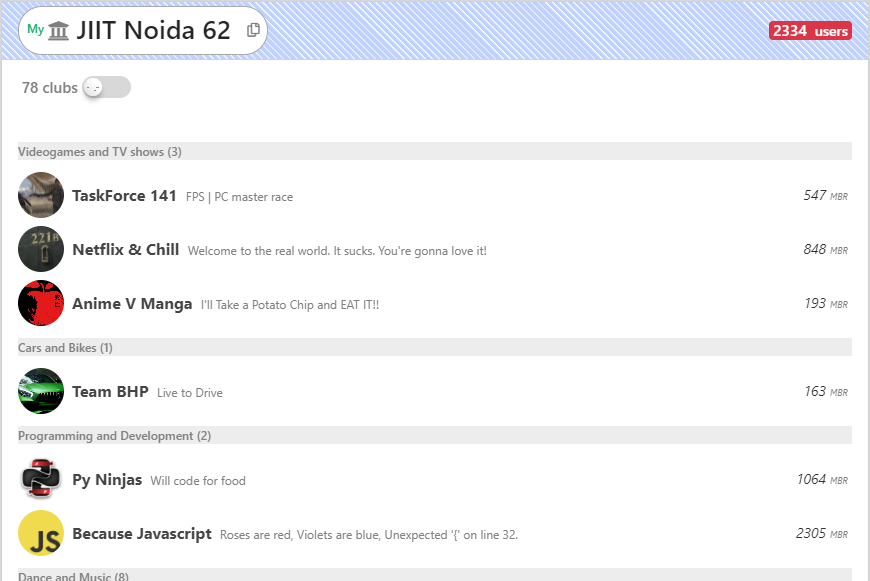 My JIIT Noida 62
2334 users
78 clubs
Videogames and TV shows (3)
TaskForce 141 FPS | PC master race 547 MBR
221B
Netflix & Chill Welcome to the real world. It sucks. You're gonna love it! 848 MBR
Anime V Manga I'll Take a Potato Chip and EAT IT!! 193 MBR
Cars and Bikes (1)
Team BHP Live to Drive 163 MBR
Programming and Development (2)
Py Ninjas Will code for food 1064 MBR
JS
Because Javascript Roses are red, Violets are blue, Unexpected '{' on line 32. 2305 MBR
Dance and Music (8)